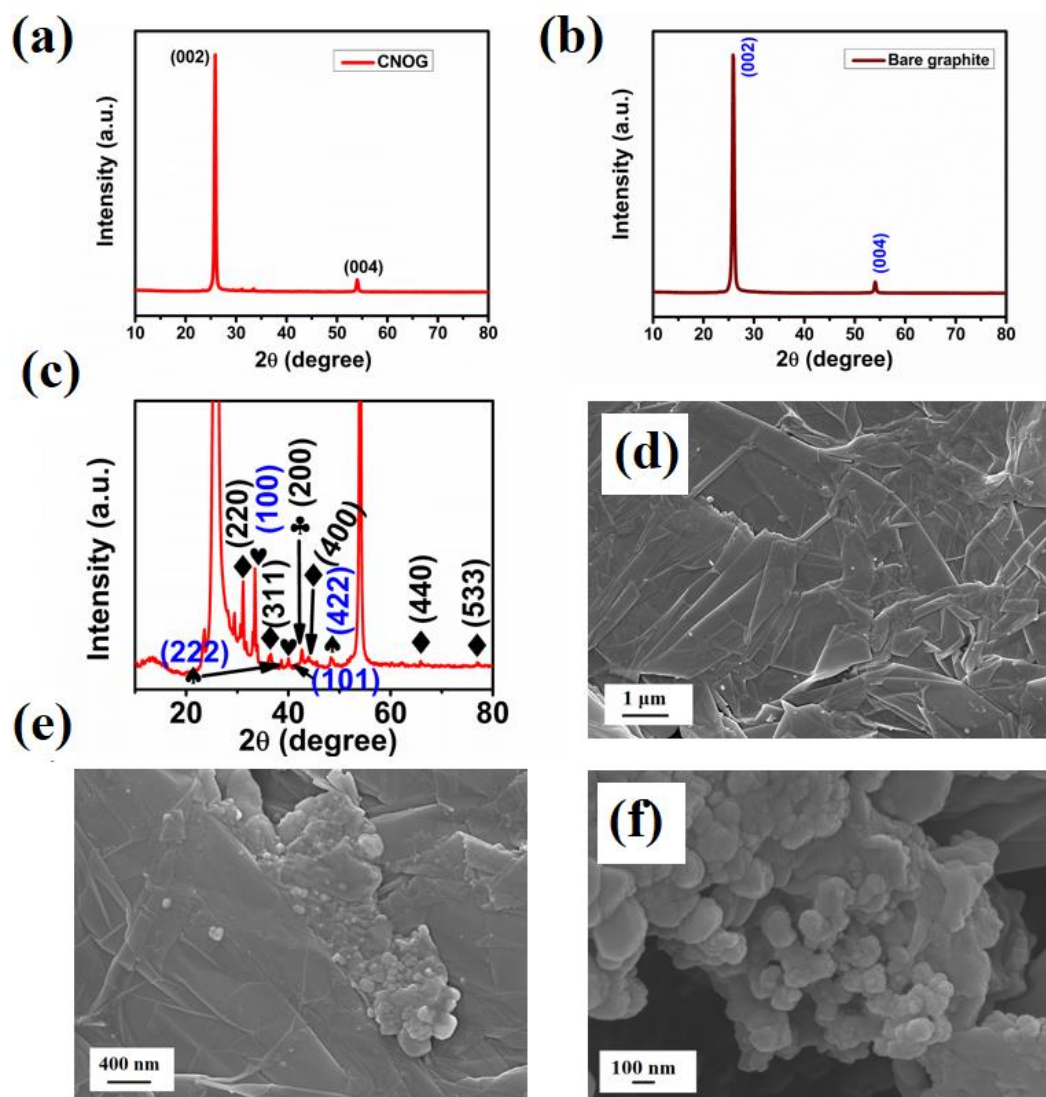 (a)
(002)
CNOG
(004)
Intensity (a.u.)
10 20 30 40 50 60 70 80
2θ (degree)
(b)
(002)
Bare graphite
(004)
Intensity (a.u.)
10 20 30 40 50 60 70 80
2θ (degree)
(c)
Intensity (a.u.)
(222)
♠
♦(220)
♥(100)
♦(311)
♥
(101)
♣(200)
♦(400)
♠(422)
♦(440)
♦(533)
20 40 60 80
2θ (degree)
(d)
1 μm
(e)
400 nm
(f)
100 nm